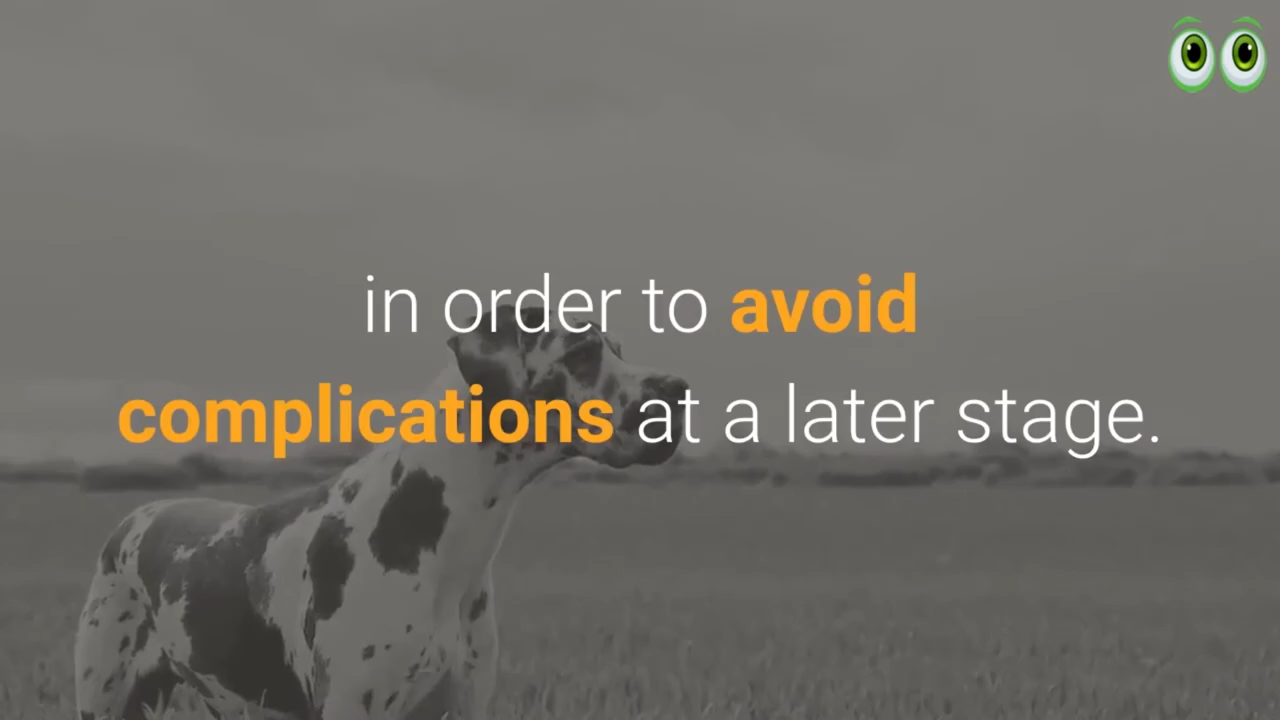 in order to avoid
complications at a later stage.